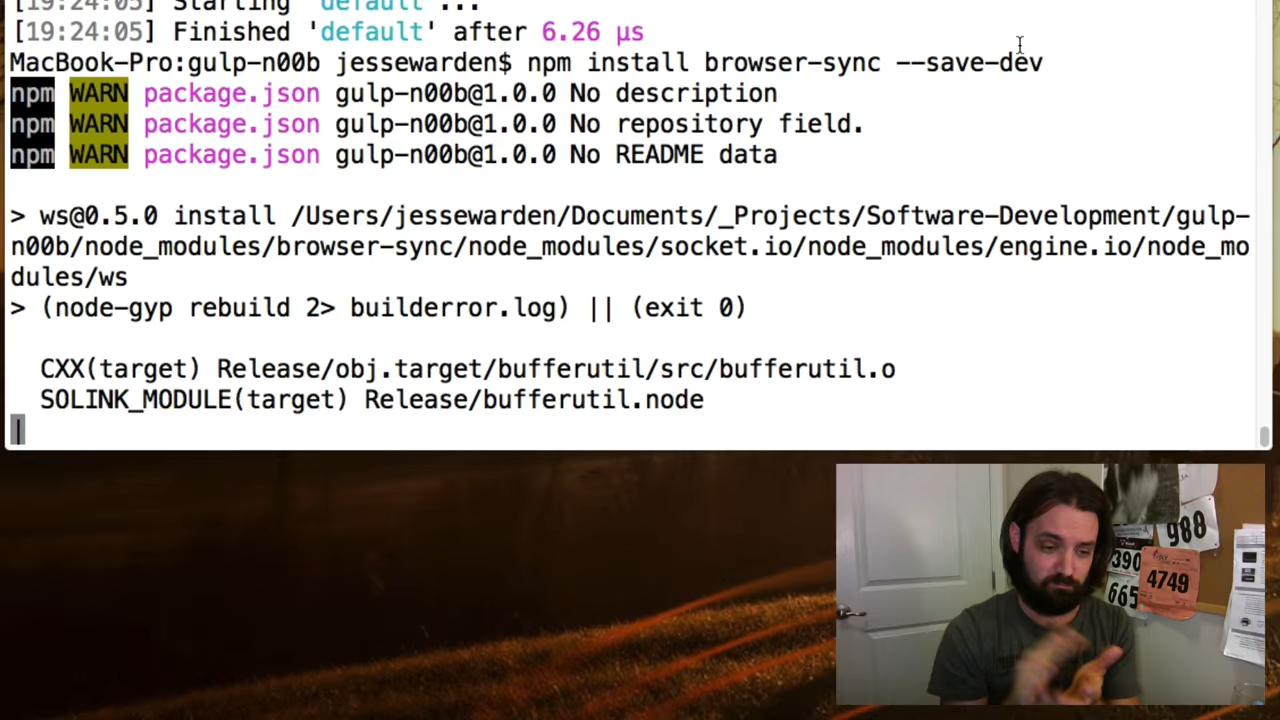 [19:24:05] Starting 'default'...
[19:24:05] Finished 'default' after 6.26 μs
MacBook-Pro:gulp-n00b jessewarden$ npm install browser-sync --save-dev
npm WARN package.json gulp-n00b@1.0.0 No description
npm WARN package.json gulp-n00b@1.0.0 No repository field.
npm WARN package.json gulp-n00b@1.0.0 No README data
> ws@0.5.0 install /Users/jessewarden/Documents/_Projects/Software-Development/gulp-
n00b/node_modules/browser-sync/node_modules/socket.io/node_modules/engine.io/node_mo
dules/ws
> (node-gyp rebuild 2> builderror.log) || (exit 0)
CXX(target) Release/obj.target/bufferutil/src/bufferutil.o
SOLINK_MODULE(target) Release/bufferutil.node
|
988
390
4749
665